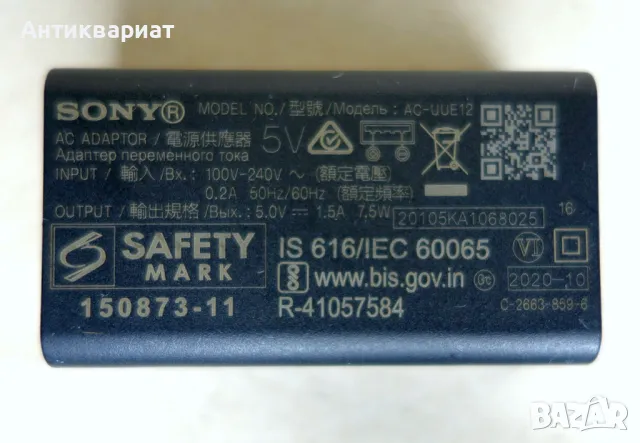 Антиквариат
SONY® MODEL NO./型號/Модель: AC-UUE12
AC ADAPTOR / 電源供應器 5V
Адаптер переменного тока
INPUT / 輸入 /Вх.: 100V-240V ~ (額定電壓)
0.2A 50Hz/60Hz (額定頻率)
OUTPUT / 輸出規格 /Вых.: 5.0V ⎓ 1.5A 7.5W 20105KA1068025 16
SAFETY
MARK
150873-11
IS 616/IEC 60065 VI
www.bis.gov.in 2020-10
R-41057584 C-2663-859-6
BAZAR